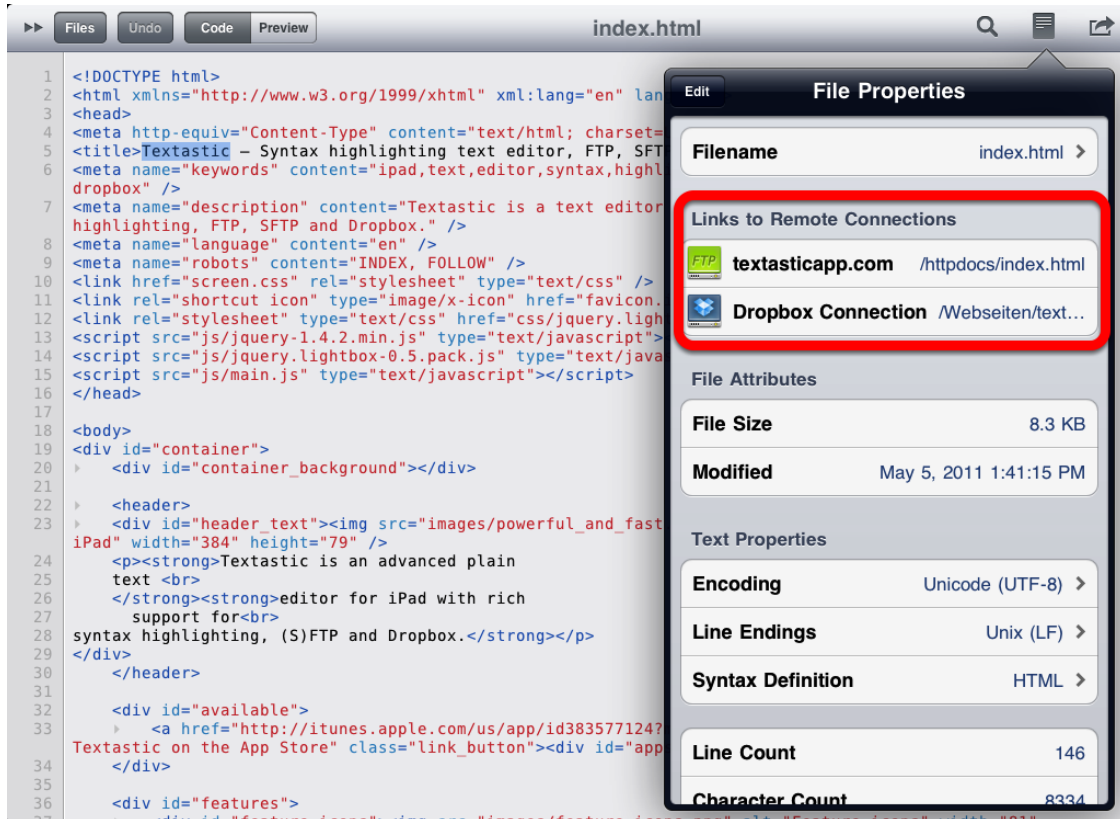 Files Undo Code Preview index.html
1 <!DOCTYPE html>
2 <html xmlns="http://www.w3.org/1999/xhtml" xml:lang="en" lan
3 <head>
4 <meta http-equiv="Content-Type" content="text/html; charset=
5 <title>Textastic – Syntax highlighting text editor, FTP, SFT
6 <meta name="keywords" content="ipad,text,editor,syntax,highl
dropbox" />
7 <meta name="description" content="Textastic is a text editor
highlighting, FTP, SFTP and Dropbox." />
8 <meta name="language" content="en" />
9 <meta name="robots" content="INDEX, FOLLOW" />
10 <link href="screen.css" rel="stylesheet" type="text/css" />
11 <link rel="shortcut icon" type="image/x-icon" href="favicon.
12 <link rel="stylesheet" type="text/css" href="css/jquery.ligh
13 <script src="js/jquery-1.4.2.min.js" type="text/javascript">
14 <script src="js/jquery.lightbox-0.5.pack.js" type="text/java
15 <script src="js/main.js" type="text/javascript"></script>
16 </head>
17
18 <body>
19 <div id="container">
20 <div id="container_background"></div>
21
22 <header>
23 <div id="header_text"><img src="images/powerful_and_fast
iPad" width="384" height="79" />
24 <p><strong>Textastic is an advanced plain
25 text <br>
26 </strong><strong>editor for iPad with rich
27 support for<br>
28 syntax highlighting, (S)FTP and Dropbox.</strong></p>
29 </div>
30 </header>
31
32 <div id="available">
33 <a href="http://itunes.apple.com/us/app/id383577124?
Textastic on the App Store" class="link_button"><div id="app
34 </div>
35
36 <div id="features">
Edit File Properties
Filename index.html
Links to Remote Connections
FTP textasticapp.com /httpdocs/index.html
Dropbox Connection /Webseiten/text...
File Attributes
File Size 8.3 KB
Modified May 5, 2011 1:41:15 PM
Text Properties
Encoding Unicode (UTF-8)
Line Endings Unix (LF)
Syntax Definition HTML
Line Count 146
Character Count 8334